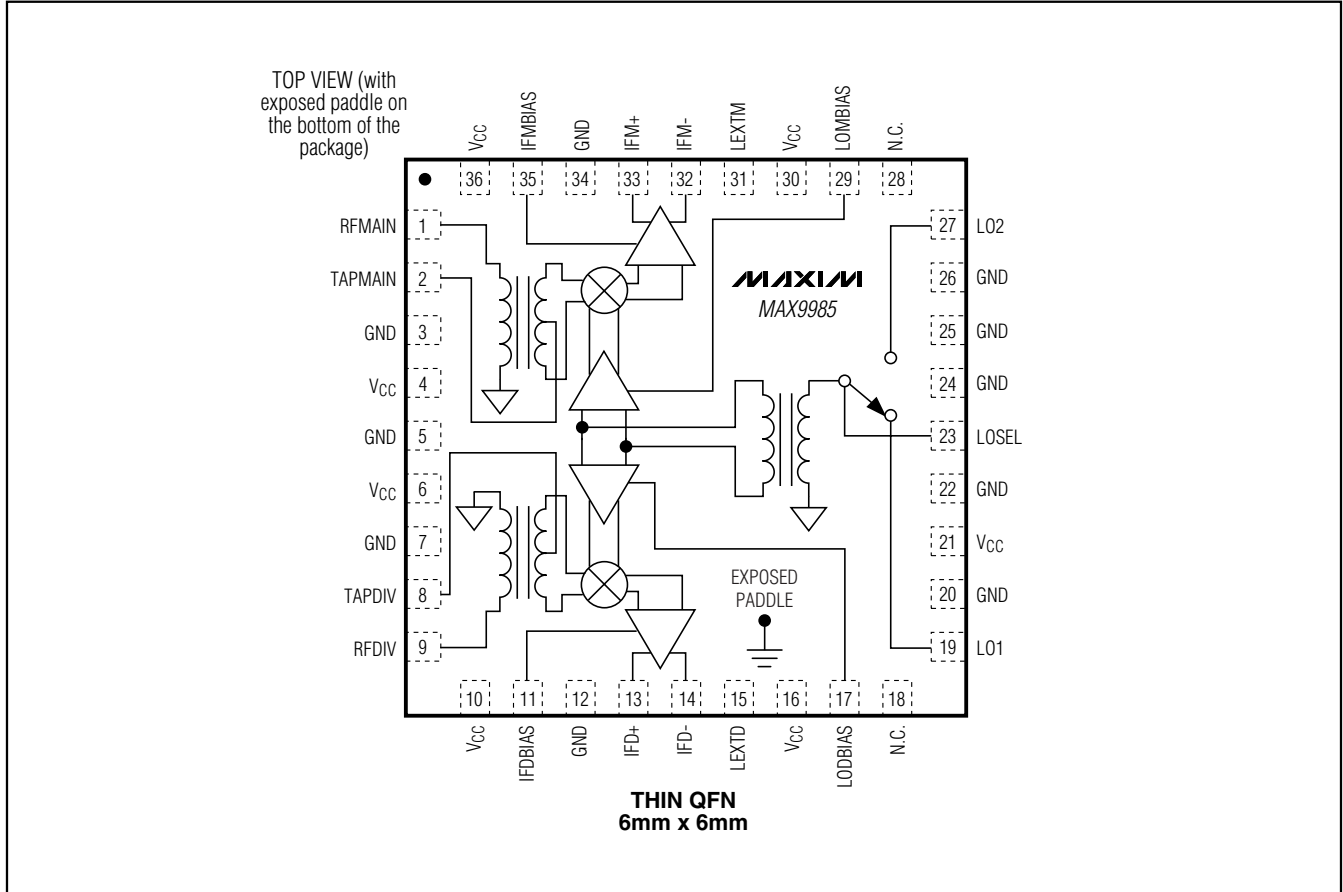 TOP VIEW (with
exposed paddle on
the bottom of the
package)
VCC
IFMBIAS
GND
IFM+
IFM-
LEXTM
VCC
LOMBIAS
N.C.
36
35
34
33
32
31
30
29
28
RFMAIN 1
TAPMAIN 2
GND 3
VCC 4
GND 5
VCC 6
GND 7
TAPDIV 8
RFDIV 9
MAXIM
MAX9985
27 LO2
26 GND
25 GND
24 GND
23 LOSEL
22 GND
21 VCC
20 GND
19 LO1
EXPOSED
PADDLE
10
11
12
13
14
15
16
17
18
VCC
IFDBIAS
GND
IFD+
IFD-
LEXTD
VCC
LODBIAS
N.C.
THIN QFN
6mm x 6mm